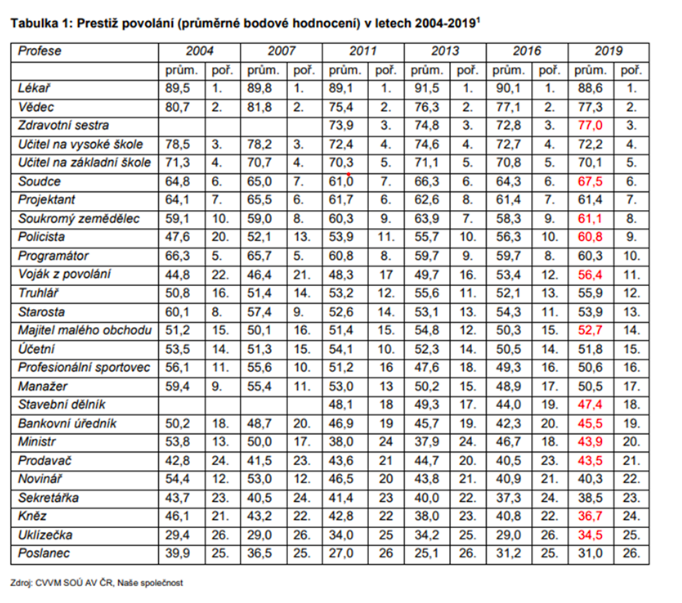 Tabulka 1: Prestiž povolání (průměrné bodové hodnocení) v letech 2004-2019¹
Profese 2004 2007 2011 2013 2016 2019
prům. poř. prům. poř. prům. poř. prům. poř. prům. poř. prům. poř.
Lékař 89,5 1. 89,8 1. 89,1 1. 91,5 1. 90,1 1. 88,6 1.
Vědec 80,7 2. 81,8 2. 75,4 2. 76,3 2. 77,1 2. 77,3 2.
Zdravotní sestra 73,9 3. 74,8 3. 72,8 3. 77,0 3.
Učitel na vysoké škole 78,5 3. 78,2 3. 72,4 4. 74,6 4. 72,7 4. 72,2 4.
Učitel na základní škole 71,3 4. 70,7 4. 70,3 5. 71,1 5. 70,8 5. 70,1 5.
Soudce 64,8 6. 65,0 7. 61,0 7. 66,3 6. 64,3 6. 67,5 6.
Projektant 64,1 7. 65,5 6. 61,7 6. 62,6 8. 61,4 7. 61,4 7.
Soukromý zemědělec 59,1 10. 59,0 8. 60,3 9. 63,9 7. 58,3 9. 61,1 8.
Policista 47,6 20. 52,1 13. 53,9 11. 55,7 10. 56,3 10. 60,8 9.
Programátor 66,3 5. 65,7 5. 60,8 8. 59,7 9. 59,7 8. 60,3 10.
Voják z povolání 44,8 22. 46,4 21. 48,3 17 49,7 16. 53,4 12. 56,4 11.
Truhlář 50,8 16. 51,4 14. 53,2 12. 55,6 11. 52,1 13. 55,9 12.
Starosta 60,1 8. 57,4 9. 52,6 14. 53,1 13. 54,3 11. 53,9 13.
Majitel malého obchodu 51,2 15. 50,1 16. 51,4 15. 54,8 12. 50,3 15. 52,7 14.
Účetní 53,5 14. 51,3 15. 54,1 10. 52,3 14. 50,5 14. 51,8 15.
Profesionální sportovec 56,1 11. 55,6 10. 51,2 16 47,6 18. 49,3 16. 50,6 16.
Manažer 59,4 9. 55,4 11. 53,0 13 50,2 15. 48,9 17. 50,5 17.
Stavební dělník 48,1 18 49,3 17. 44,0 19. 47,4 18.
Bankovní úředník 50,2 18. 48,7 20. 46,9 19 45,7 19. 42,3 20. 45,5 19.
Ministr 53,8 13. 50,0 17. 38,0 24 37,9 24. 46,7 18. 43,9 20.
Prodavač 42,8 24. 41,5 23. 43,6 21 44,7 20. 40,5 23. 43,5 21.
Novinář 54,4 12. 53,0 12. 46,5 20 43,8 21. 40,9 21. 40,3 22.
Sekretářka 43,7 23. 40,5 24. 41,4 23 40,0 22. 37,3 24. 38,5 23.
Kněz 46,1 21. 43,2 22. 42,8 22 38,0 23. 40,8 22. 36,7 24.
Uklízečka 29,4 26. 29,0 26. 34,0 25 34,2 25. 29,0 26. 34,5 25.
Poslanec 39,9 25. 36,5 25. 27,0 26 25,1 26. 31,2 25. 31,0 26.
Zdroj: CVVM SOÚ AV ČR, Naše společnost